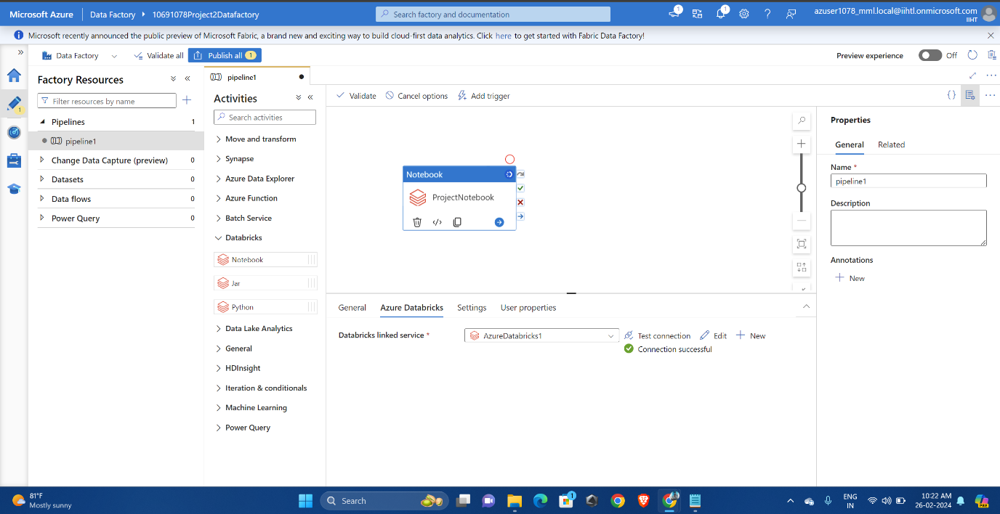 Microsoft Azure
Data Factory
10691078Project2Datafactory
Search factory and documentation
1
1
azuser1078_mml.local@iihtl.onmicrosoft.com
IIHT
Microsoft recently announced the public preview of Microsoft Fabric, a brand new and exciting way to build cloud-first data analytics. Click here to get started with Fabric Data Factory!
Data Factory
Validate all
Publish all 1
Preview experience
Off
1
Factory Resources
Filter resources by name
Pipelines 1
pipeline1
Change Data Capture (preview) 0
Datasets 0
Data flows 0
Power Query 0
pipeline1
Activities
Search activities
Move and transform
Synapse
Azure Data Explorer
Azure Function
Batch Service
Databricks
Notebook
Jar
Python
Data Lake Analytics
General
HDInsight
Iteration & conditionals
Machine Learning
Power Query
Validate
Cancel options
Add trigger
Notebook
ProjectNotebook
General
Azure Databricks
Settings
User properties
Databricks linked service *
AzureDatabricks1
Test connection
Edit
New
Connection successful
Properties
General
Related
Name *
pipeline1
Description
Annotations
New
81°F
Mostly sunny
Search
1
ENG
IN
10:22 AM
26-02-2024
PRE